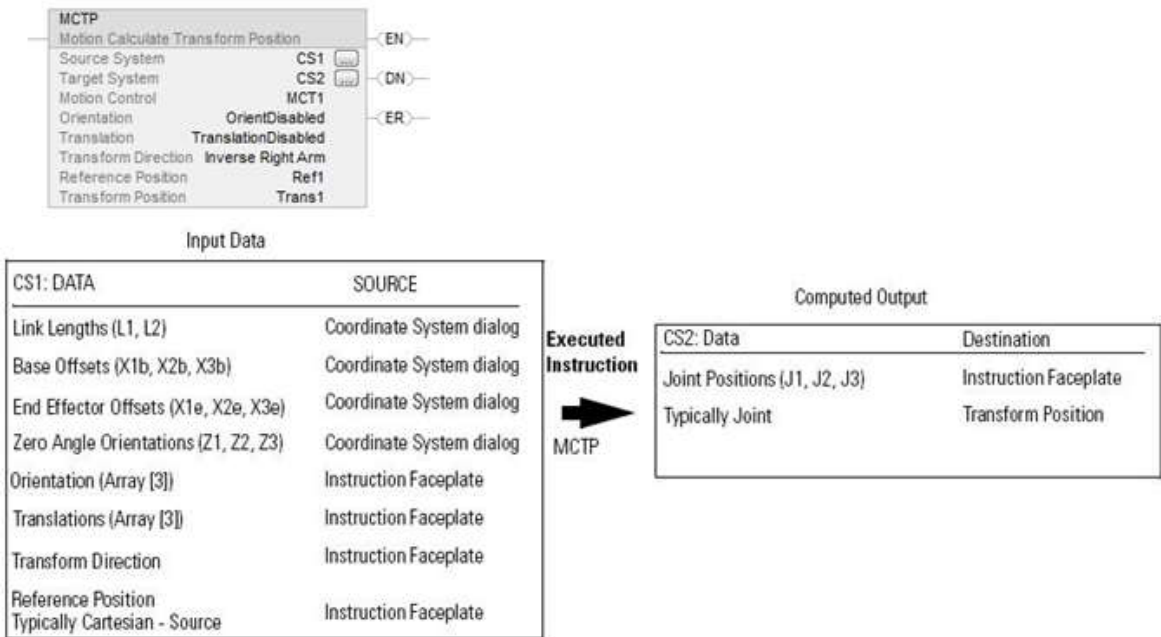 MCTP
Motion Calculate Transform Position EN
Source System CS1 ...
Target System CS2 ... DN
Motion Control MCT1
Orientation OrientDisabled ER
Translation TranslationDisabled
Transform Direction Inverse Right Arm
Reference Position Ref1
Transform Position Trans1
Input Data
CS1: DATA SOURCE
Link Lengths (L1, L2) Coordinate System dialog
Base Offsets (X1b, X2b, X3b) Coordinate System dialog
End Effector Offsets (X1e, X2e, X3e) Coordinate System dialog
Zero Angle Orientations (Z1, Z2, Z3) Coordinate System dialog
Orientation (Array [3]) Instruction Faceplate
Translations (Array [3]) Instruction Faceplate
Transform Direction Instruction Faceplate
Reference Position
Typically Cartesian - Source Instruction Faceplate
Executed
Instruction
MCTP
Computed Output
CS2: Data Destination
Joint Positions (J1, J2, J3) Instruction Faceplate
Typically Joint Transform Position